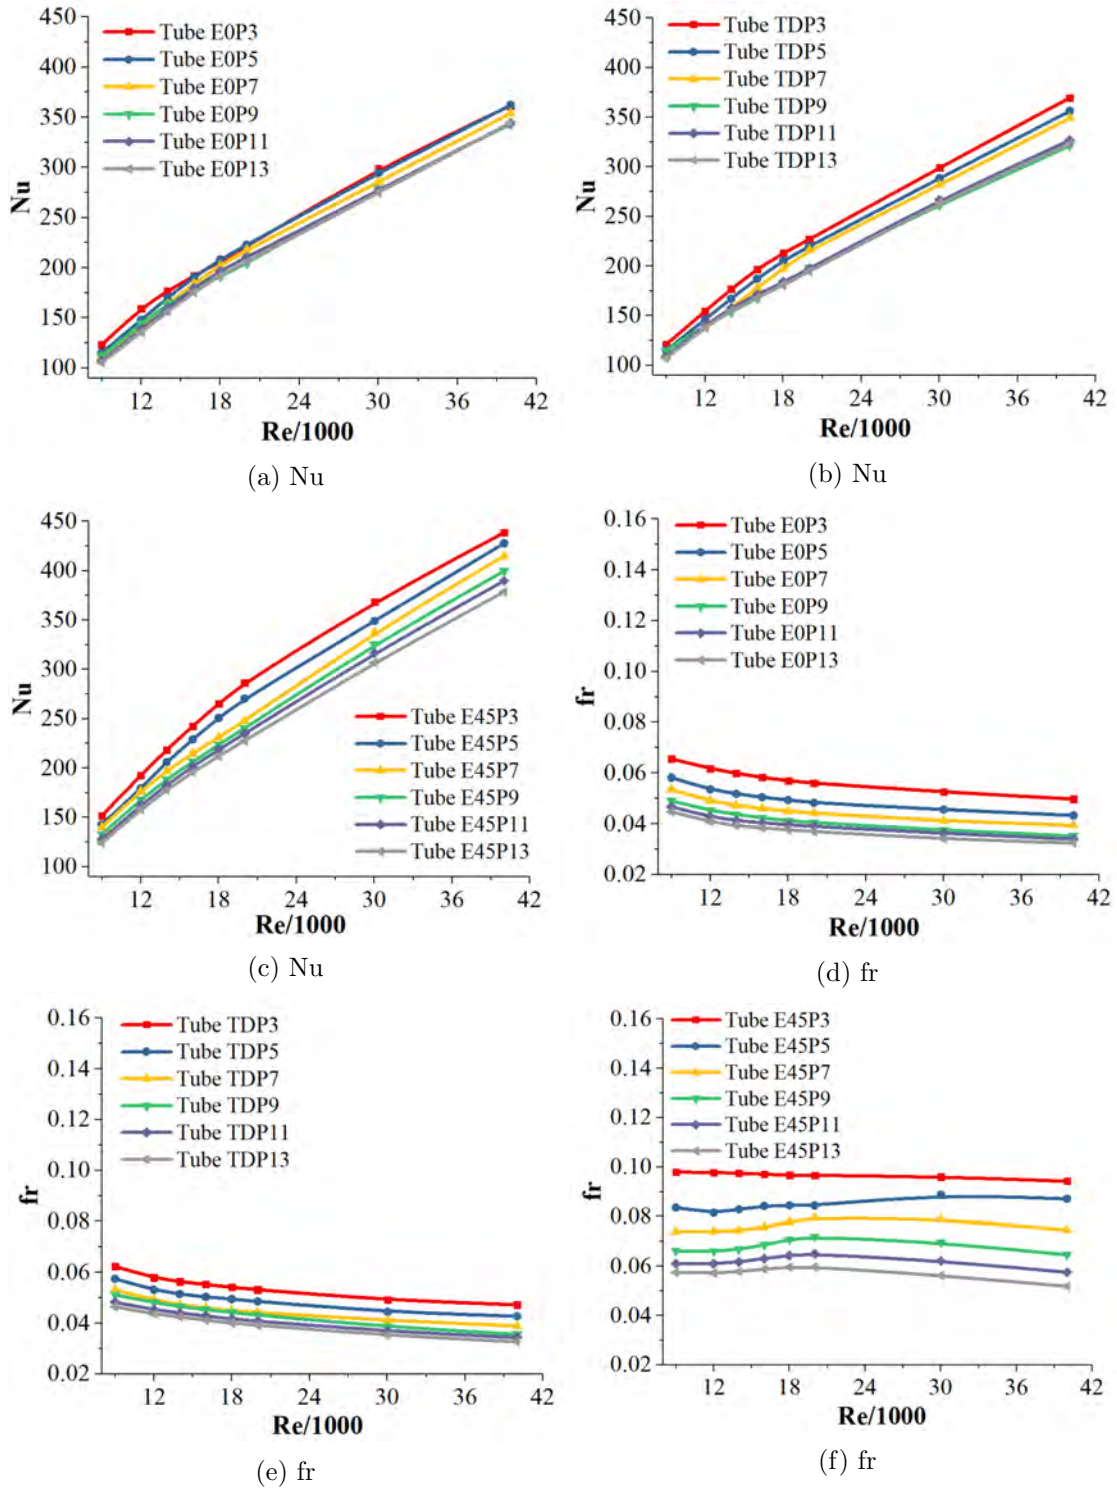 450
400
350
300
250
200
150
100
Nu
Tube E0P3
Tube E0P5
Tube E0P7
Tube E0P9
Tube E0P11
Tube E0P13
12 18 24 30 36 42
Re/1000
(a) Nu
450
400
350
300
250
200
150
100
Nu
Tube TDP3
Tube TDP5
Tube TDP7
Tube TDP9
Tube TDP11
Tube TDP13
12 18 24 30 36 42
Re/1000
(b) Nu
450
400
350
300
250
200
150
100
Nu
Tube E45P3
Tube E45P5
Tube E45P7
Tube E45P9
Tube E45P11
Tube E45P13
12 18 24 30 36 42
Re/1000
(c) Nu
0.16
0.14
0.12
0.10
0.08
0.06
0.04
0.02
fr
Tube E0P3
Tube E0P5
Tube E0P7
Tube E0P9
Tube E0P11
Tube E0P13
12 18 24 30 36 42
Re/1000
(d) fr
0.16
0.14
0.12
0.10
0.08
0.06
0.04
0.02
fr
Tube TDP3
Tube TDP5
Tube TDP7
Tube TDP9
Tube TDP11
Tube TDP13
12 18 24 30 36 42
Re/1000
(e) fr
0.16
0.14
0.12
0.10
0.08
0.06
0.04
0.02
fr
Tube E45P3
Tube E45P5
Tube E45P7
Tube E45P9
Tube E45P11
Tube E45P13
12 18 24 30 36 42
Re/1000
(f) fr